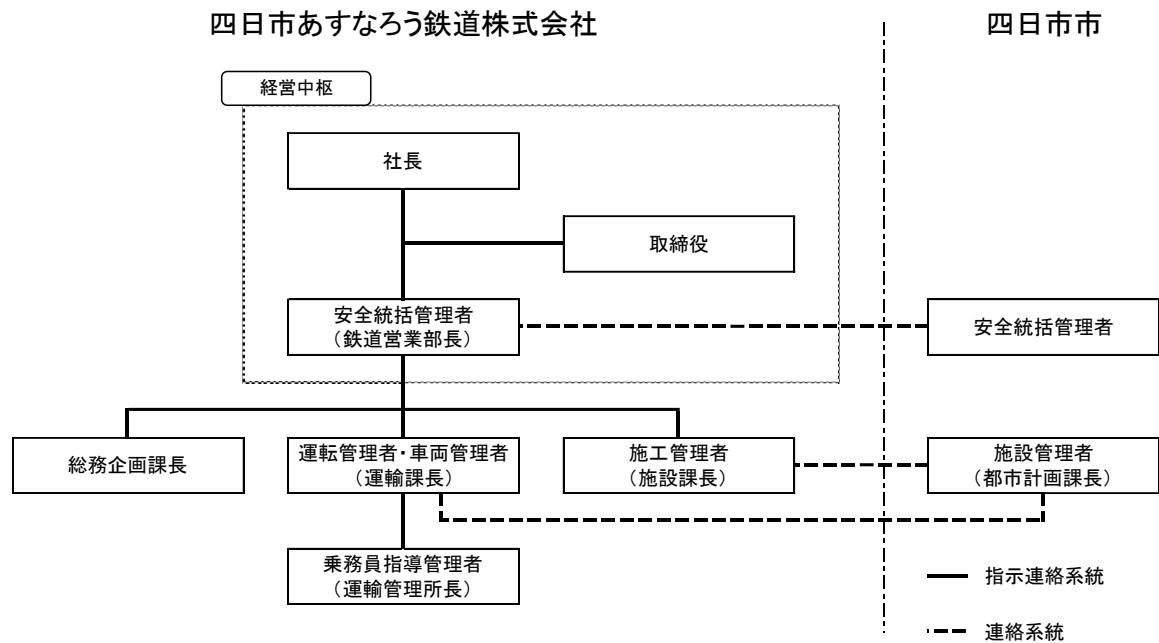 四日市あすなろう鉄道株式会社
四日市市
経営中枢
社長
取締役
安全統括管理者
（鉄道営業部長）
安全統括管理者
総務企画課長
運転管理者・車両管理者
（運輸課長）
施工管理者
（施設課長）
施設管理者
（都市計画課長）
乗務員指導管理者
（運輸管理所長）
指示連絡系統
連絡系統